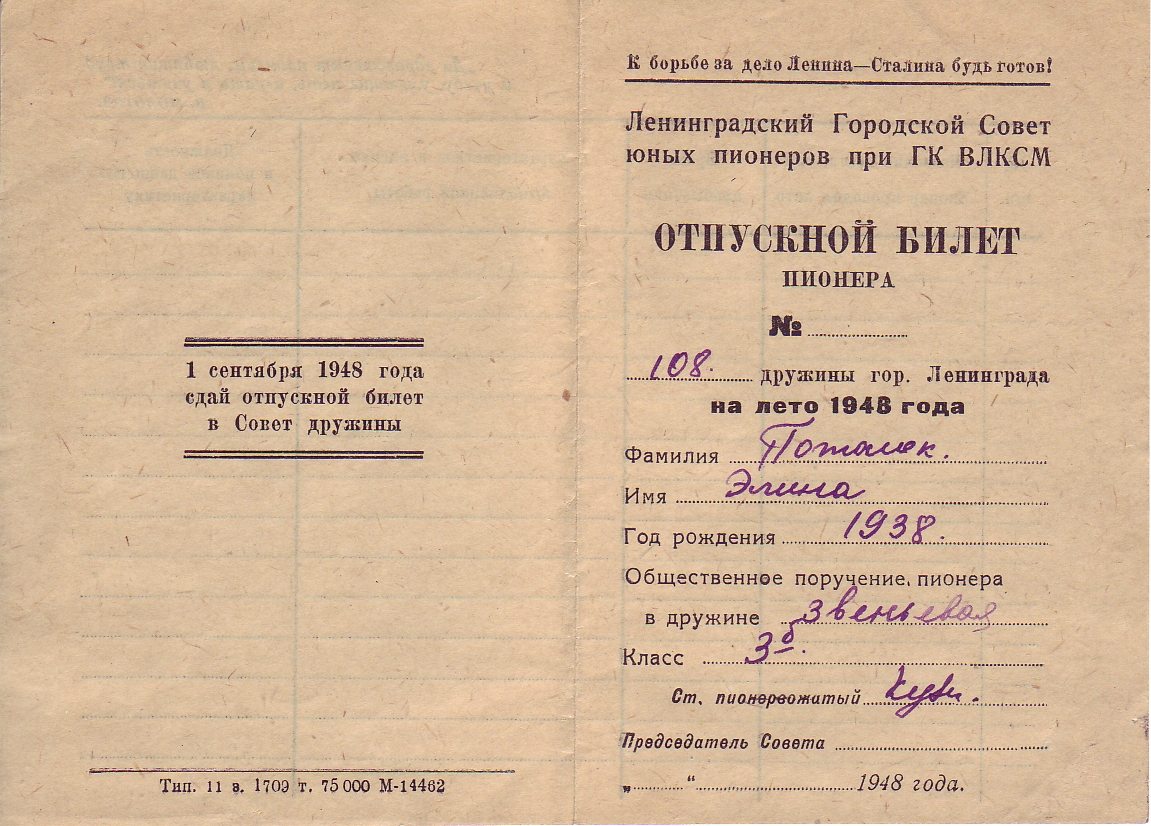 1 сентября 1948 года
сдай отпускной билет
в Совет дружины
Тип. 11 з. 1709 т. 75000 М-14462
К борьбе за дело Ленина—Сталина будь готов!
Ленинградский Городской Совет
юных пионеров при ГК ВЛКСМ
ОТПУСКНОЙ БИЛЕТ
ПИОНЕРА
№
108. дружины гор. Ленинграда
на лето 1948 года
Фамилия Потолек.
Имя Элина
Год рождения 1938.
Общественное поручение, пионера
в дружине звеньевая
Класс 3б.
Ст. пионервожатый
Председатель Совета
„ “ 1948 года.